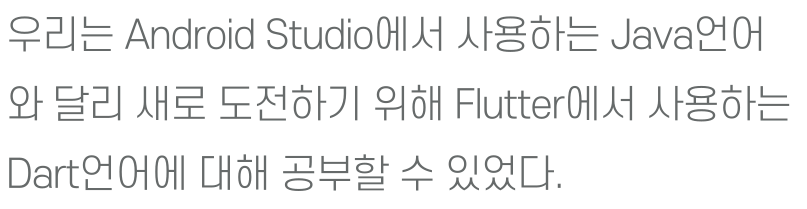 우리는 Android Studio에서 사용하는 Java언어
와 달리 새로 도전하기 위해 Flutter에서 사용하는
Dart언어에 대해 공부할 수 있었다.